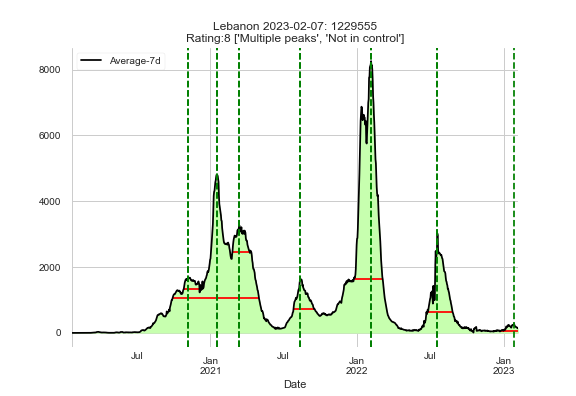 Lebanon 2023-02-07: 1229555
Rating:8 ['Multiple peaks', 'Not in control']
Average-7d
8000
6000
4000
2000
0
Jul
Jan
2021
Jul
Jan
2022
Jul
Jan
2023
Date